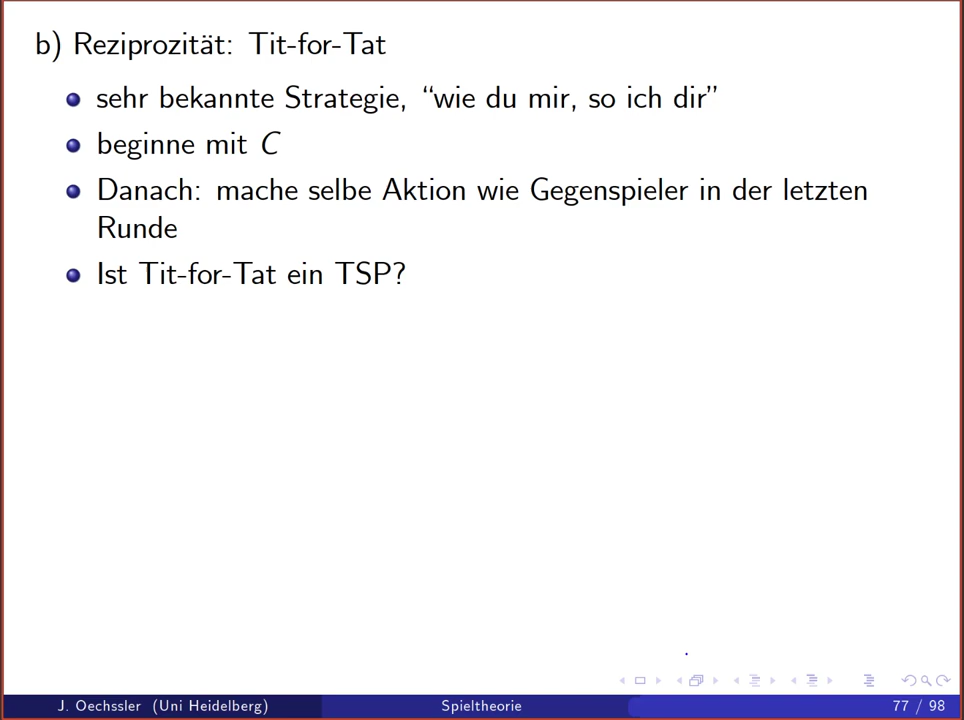 b) Reziprozität: Tit-for-Tat
sehr bekannte Strategie, “wie du mir, so ich dir”
beginne mit C
Danach: mache selbe Aktion wie Gegenspieler in der letzten
Runde
Ist Tit-for-Tat ein TSP?
J. Oechssler (Uni Heidelberg) Spieltheorie 77 / 98